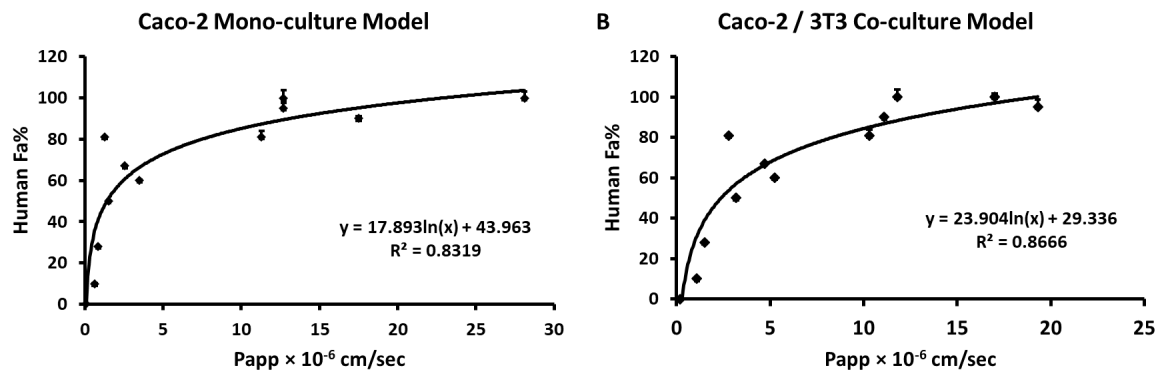 Caco-2 Mono-culture Model
Human Fa%
120
100
80
60
40
20
0
y = 17.893ln(x) + 43.963
R² = 0.8319
0 5 10 15 20 25 30
Papp × 10⁻⁶ cm/sec
B
Caco-2 / 3T3 Co-culture Model
Human Fa%
120
100
80
60
40
20
0
y = 23.904ln(x) + 29.336
R² = 0.8666
0 5 10 15 20 25
Papp × 10⁻⁶ cm/sec